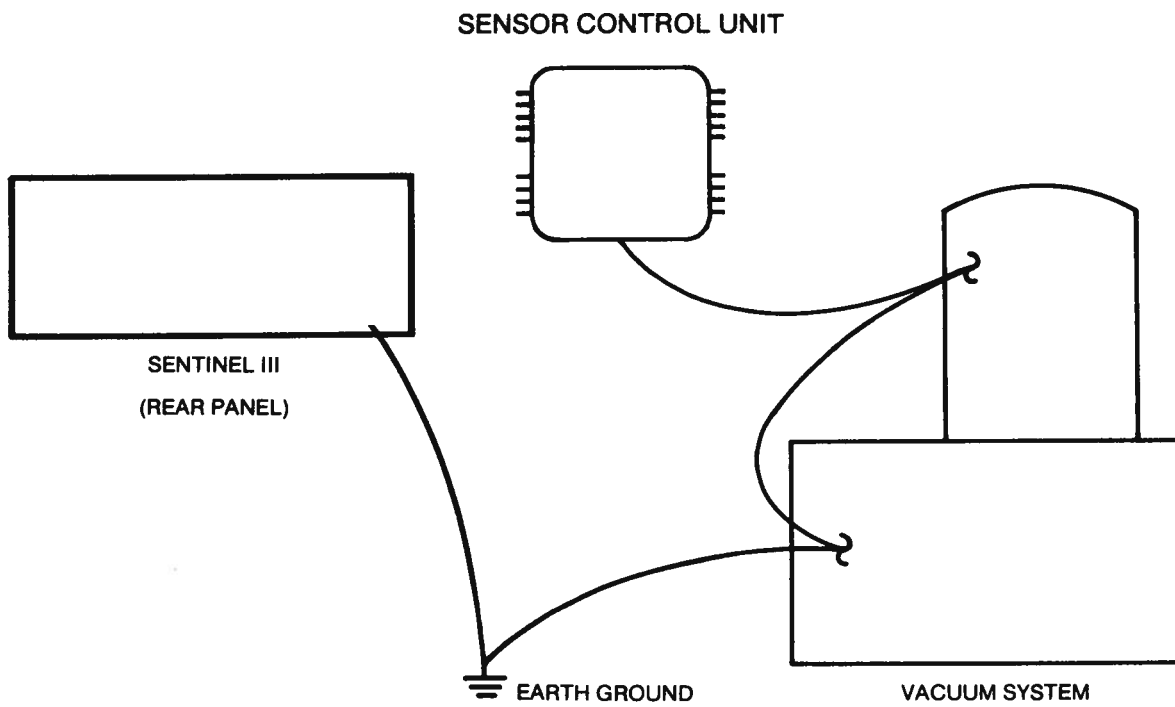 SENSOR CONTROL UNIT
SENTINEL III
(REAR PANEL)
EARTH GROUND
VACUUM SYSTEM